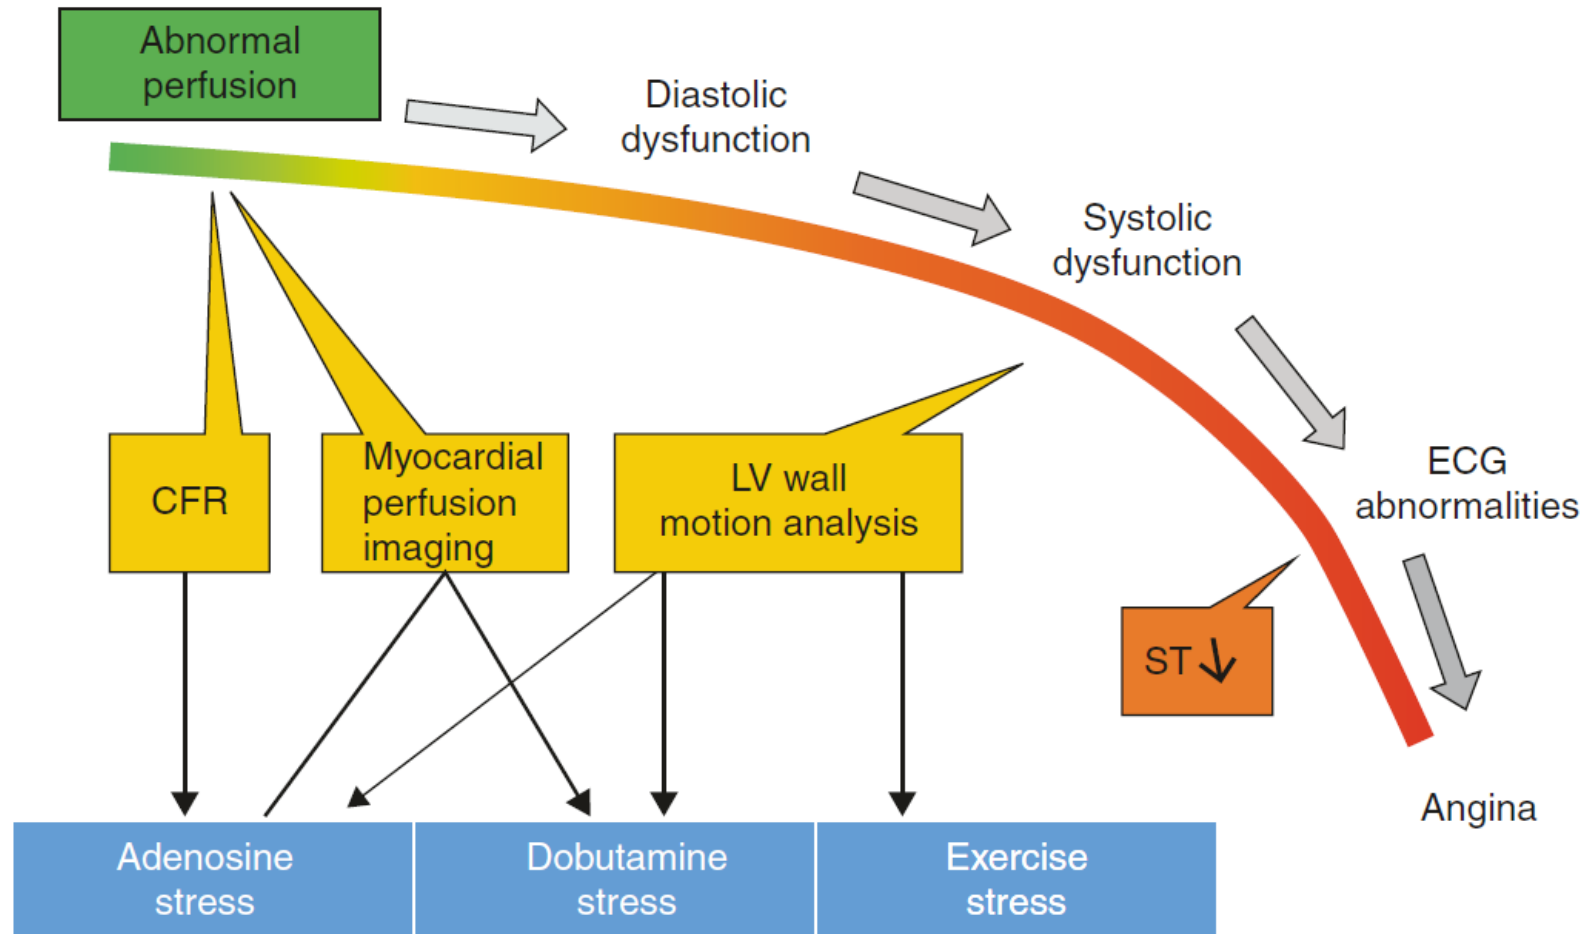 Abnormal
perfusion
Diastolic
dysfunction
Systolic
dysfunction
ECG
abnormalities
Angina
CFR
Myocardial
perfusion
imaging
LV wall
motion analysis
ST ↓
Adenosine
stress
Dobutamine
stress
Exercise
stress